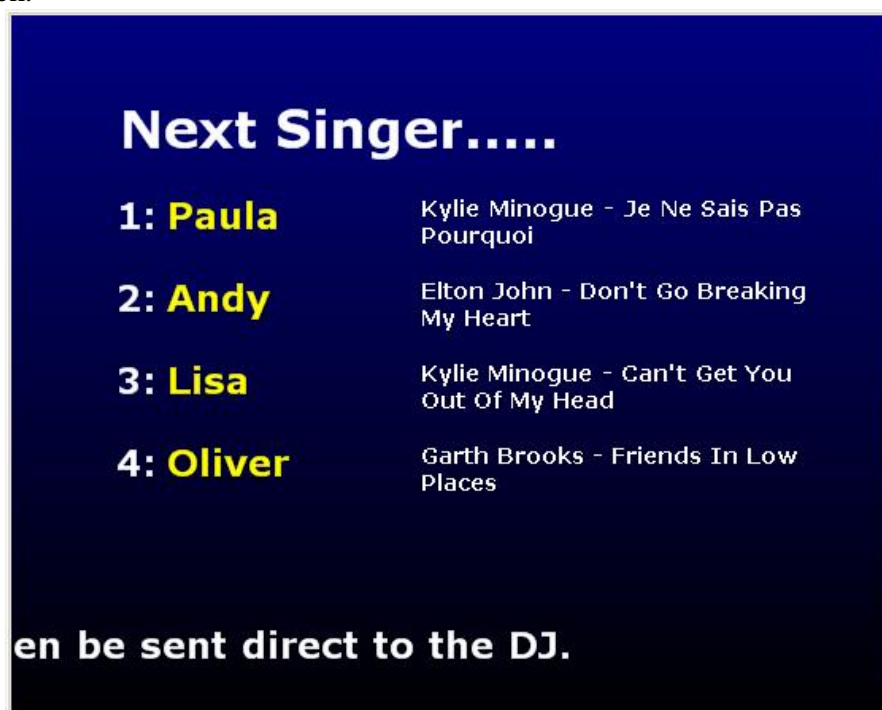 Next Singer.....
1: Paula
Kylie Minogue - Je Ne Sais Pas
Pourquoi
2: Andy
Elton John - Don't Go Breaking
My Heart
3: Lisa
Kylie Minogue - Can't Get You
Out Of My Head
4: Oliver
Garth Brooks - Friends In Low
Places
en be sent direct to the DJ.